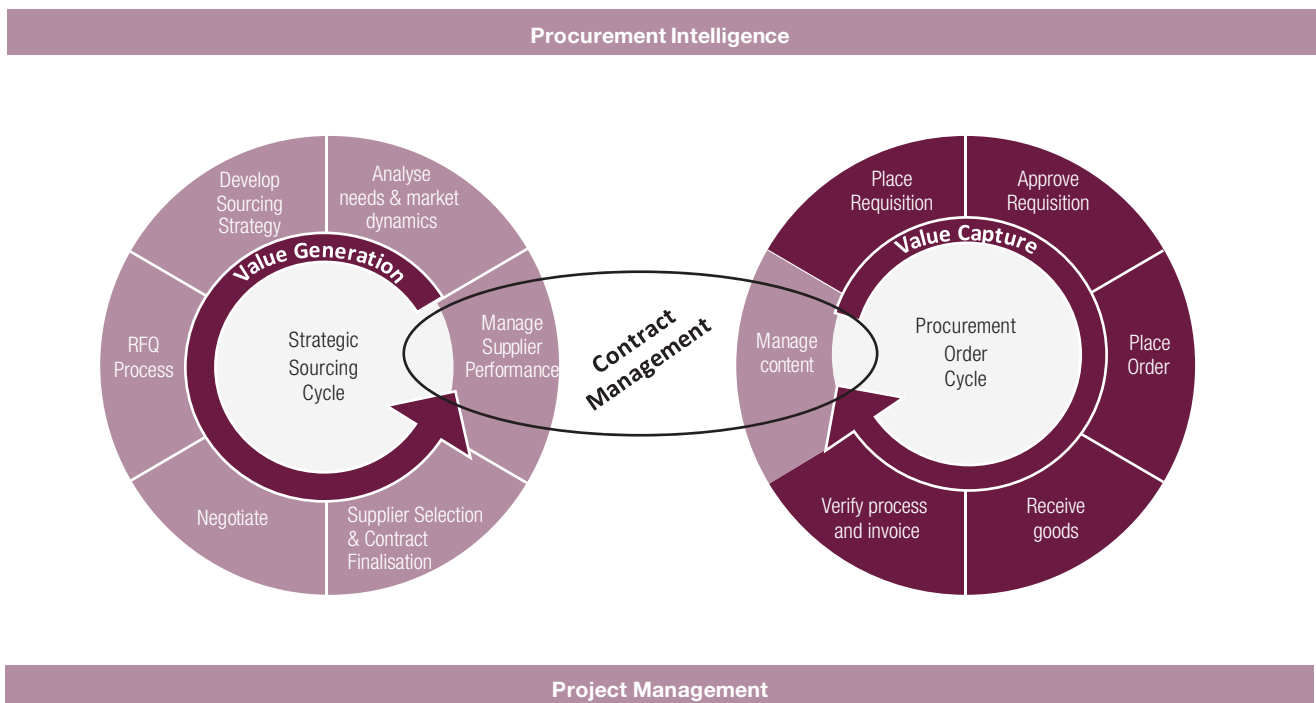 Procurement Intelligence
Develop
Sourcing
Strategy
Analyse
needs & market
dynamics
Value Generation
RFQ
Process
Strategic
Sourcing
Cycle
Manage
Supplier
Performance
Negotiate
Supplier Selection
& Contract
Finalisation
Contract
Management
Place
Requisition
Approve
Requisition
Value Capture
Manage
content
Procurement
Order
Cycle
Place
Order
Verify process
and invoice
Receive
goods
Project Management